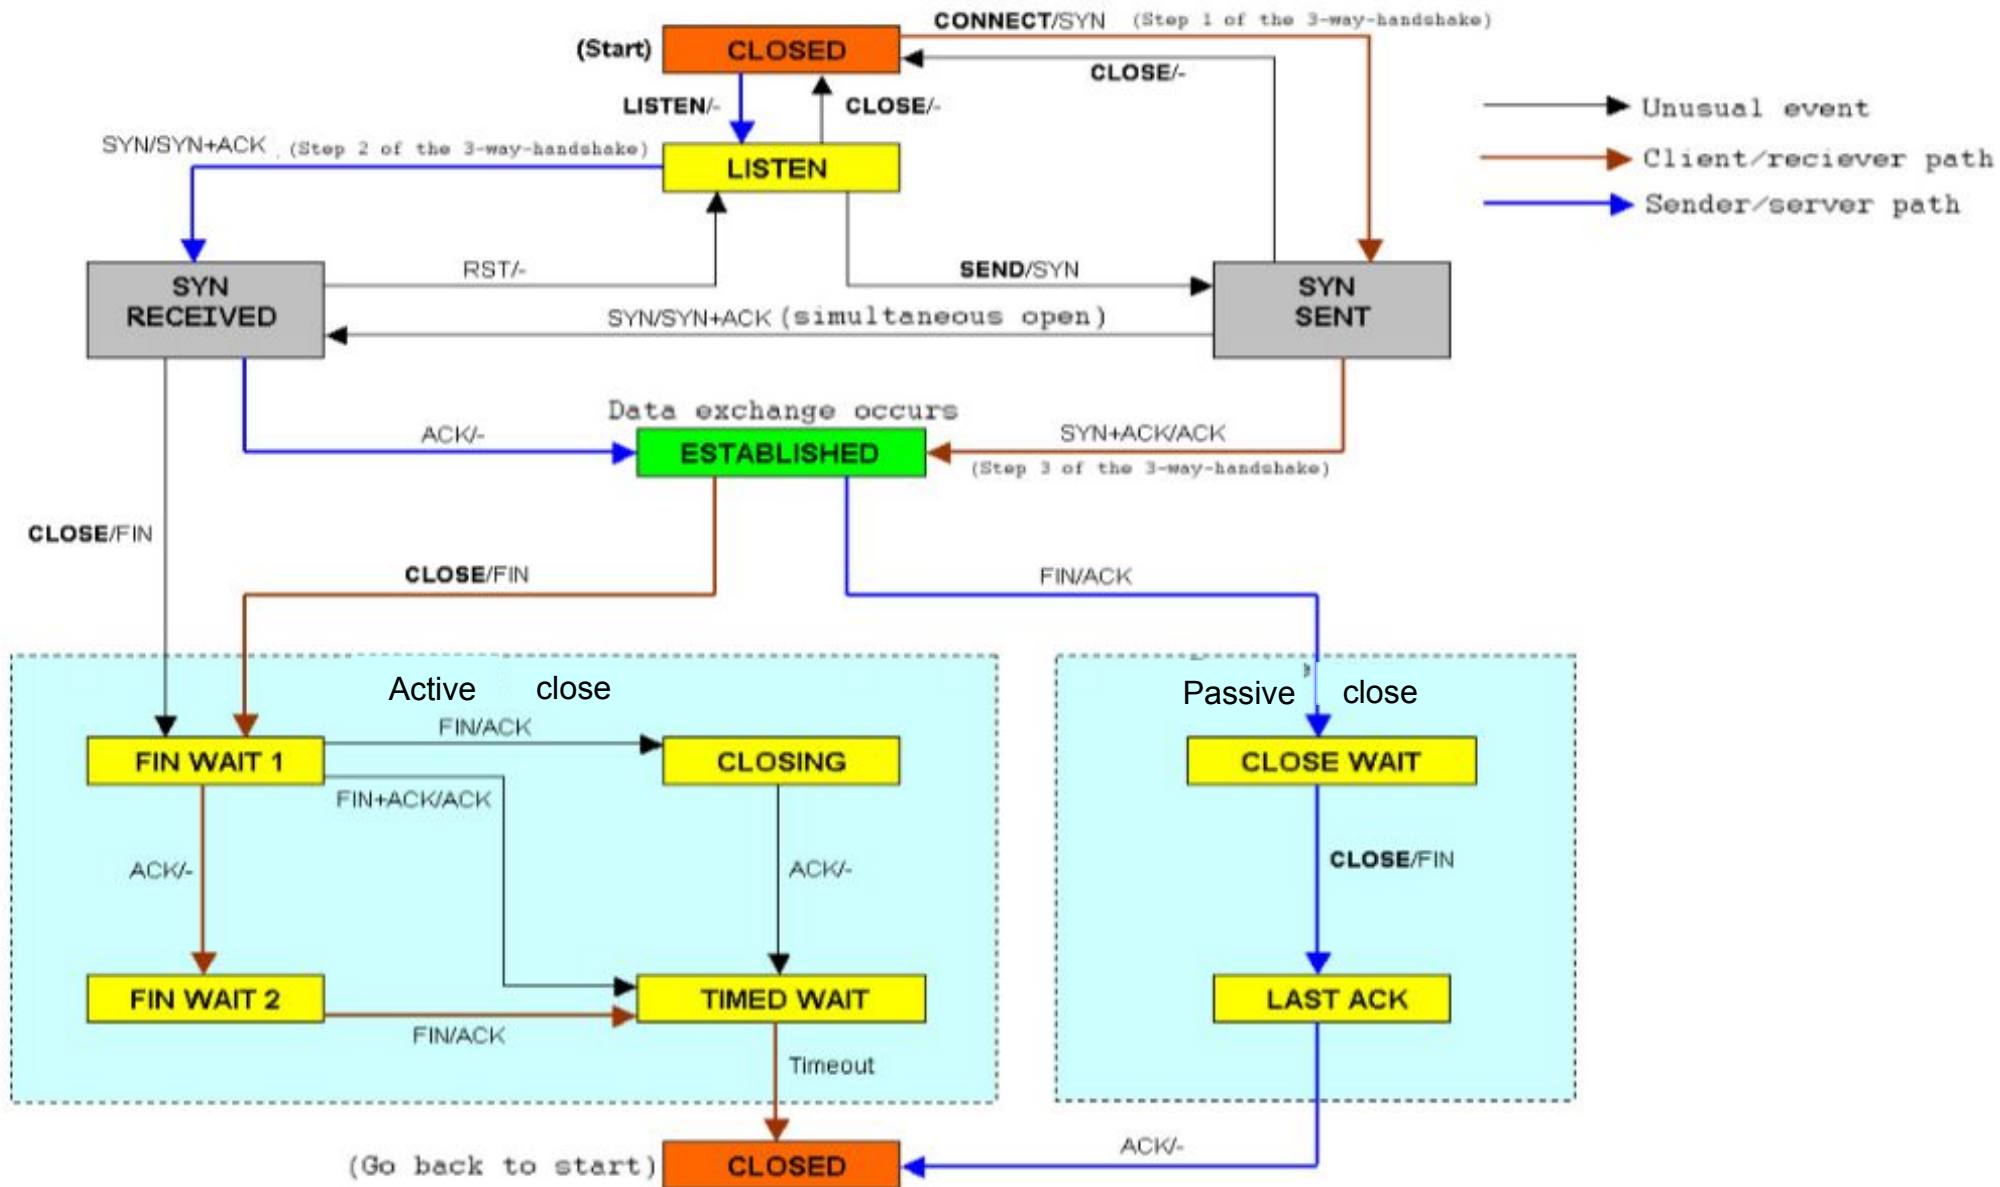 CONNECT/SYN (Step 1 of the 3-way-handshake)
(Start) CLOSED
CLOSE/-
LISTEN/- CLOSE/-
Unusual event
SYN/SYN+ACK (Step 2 of the 3-way-handshake)
Client/reciever path
LISTEN
Sender/server path
RST/-
SEND/SYN
SYN
RECEIVED
SYN
SENT
SYN/SYN+ACK (simultaneous open)
Data exchange occurs
ACK/-
ESTABLISHED
SYN+ACK/ACK
(Step 3 of the 3-way-handshake)
CLOSE/FIN
CLOSE/FIN
FIN/ACK
Active close
Passive close
FIN/ACK
FIN WAIT 1
CLOSING
CLOSE WAIT
FIN+ACK/ACK
ACK/-
ACK/-
CLOSE/FIN
FIN WAIT 2
TIMED WAIT
LAST ACK
FIN/ACK
Timeout
ACK/-
(Go back to start) CLOSED